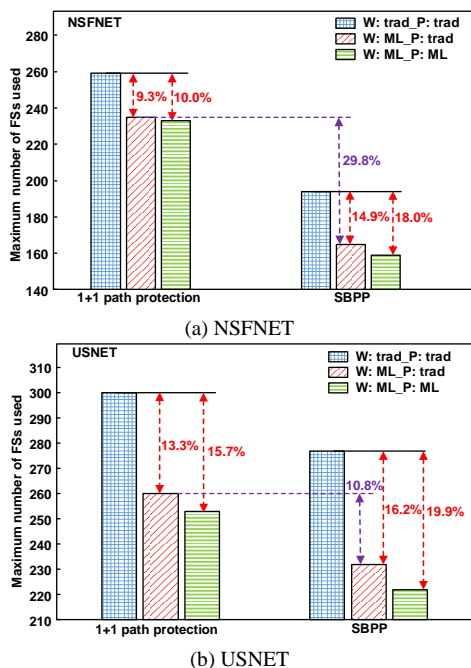 NSFNET
W: trad_P: trad
W: ML_P: trad
W: ML_P: ML
Maximum number of FSs used
280
260
240
220
200
180
160
140
9.3%
10.0%
29.8%
14.9%
18.0%
1+1 path protection
SBPP
(a) NSFNET
USNET
W: trad_P: trad
W: ML_P: trad
W: ML_P: ML
Maximum number of FSs used
310
300
290
280
270
260
250
240
230
220
210
13.3%
15.7%
10.8%
16.2%
19.9%
1+1 path protection
SBPP
(b) USNET